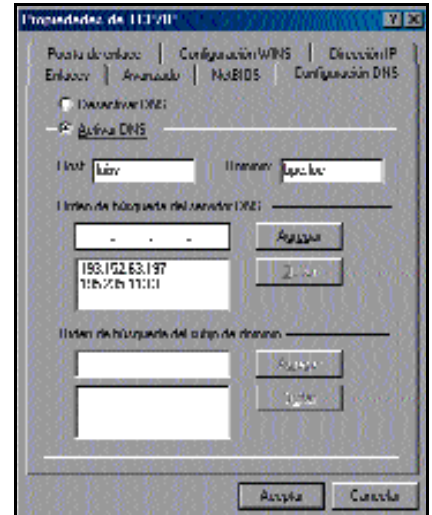 Propiedades de TCP/IP
Puerta de enlace Configuración WINS Dirección IP
Enlaces Avanzado NetBIOS Configuración DNS
Desactivar DNS
Activar DNS
Host: Dominio:
Orden de búsqueda del servidor DNS
Agregar
193.152.63.197
Quitar
Orden de búsqueda del sufijo de dominio
Agregar
Quitar
Aceptar Cancelar